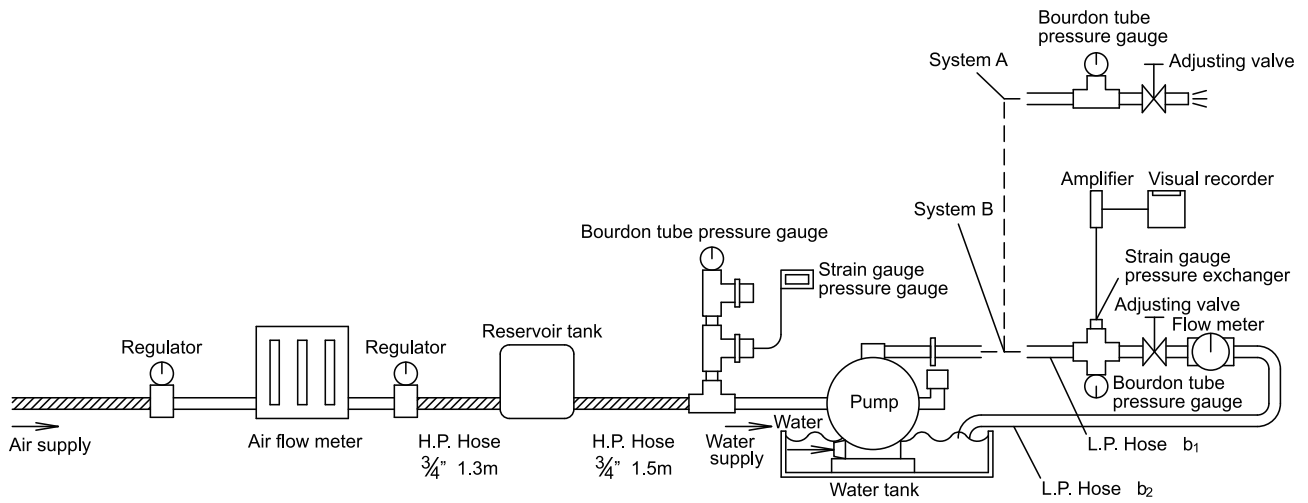 Bourdon tube
pressure gauge
System A
Adjusting valve
Amplifier
Visual recorder
System B
Bourdon tube pressure gauge
Strain gauge
pressure gauge
Strain gauge
pressure exchanger
Adjusting valve
Flow meter
Reservoir tank
Regulator
Regulator
Bourdon tube
pressure gauge
Pump
Air supply
Air flow meter
H.P. Hose
¾” 1.3m
H.P. Hose
¾” 1.5m
Water
supply
Water
Water tank
L.P. Hose b₁
L.P. Hose b₂